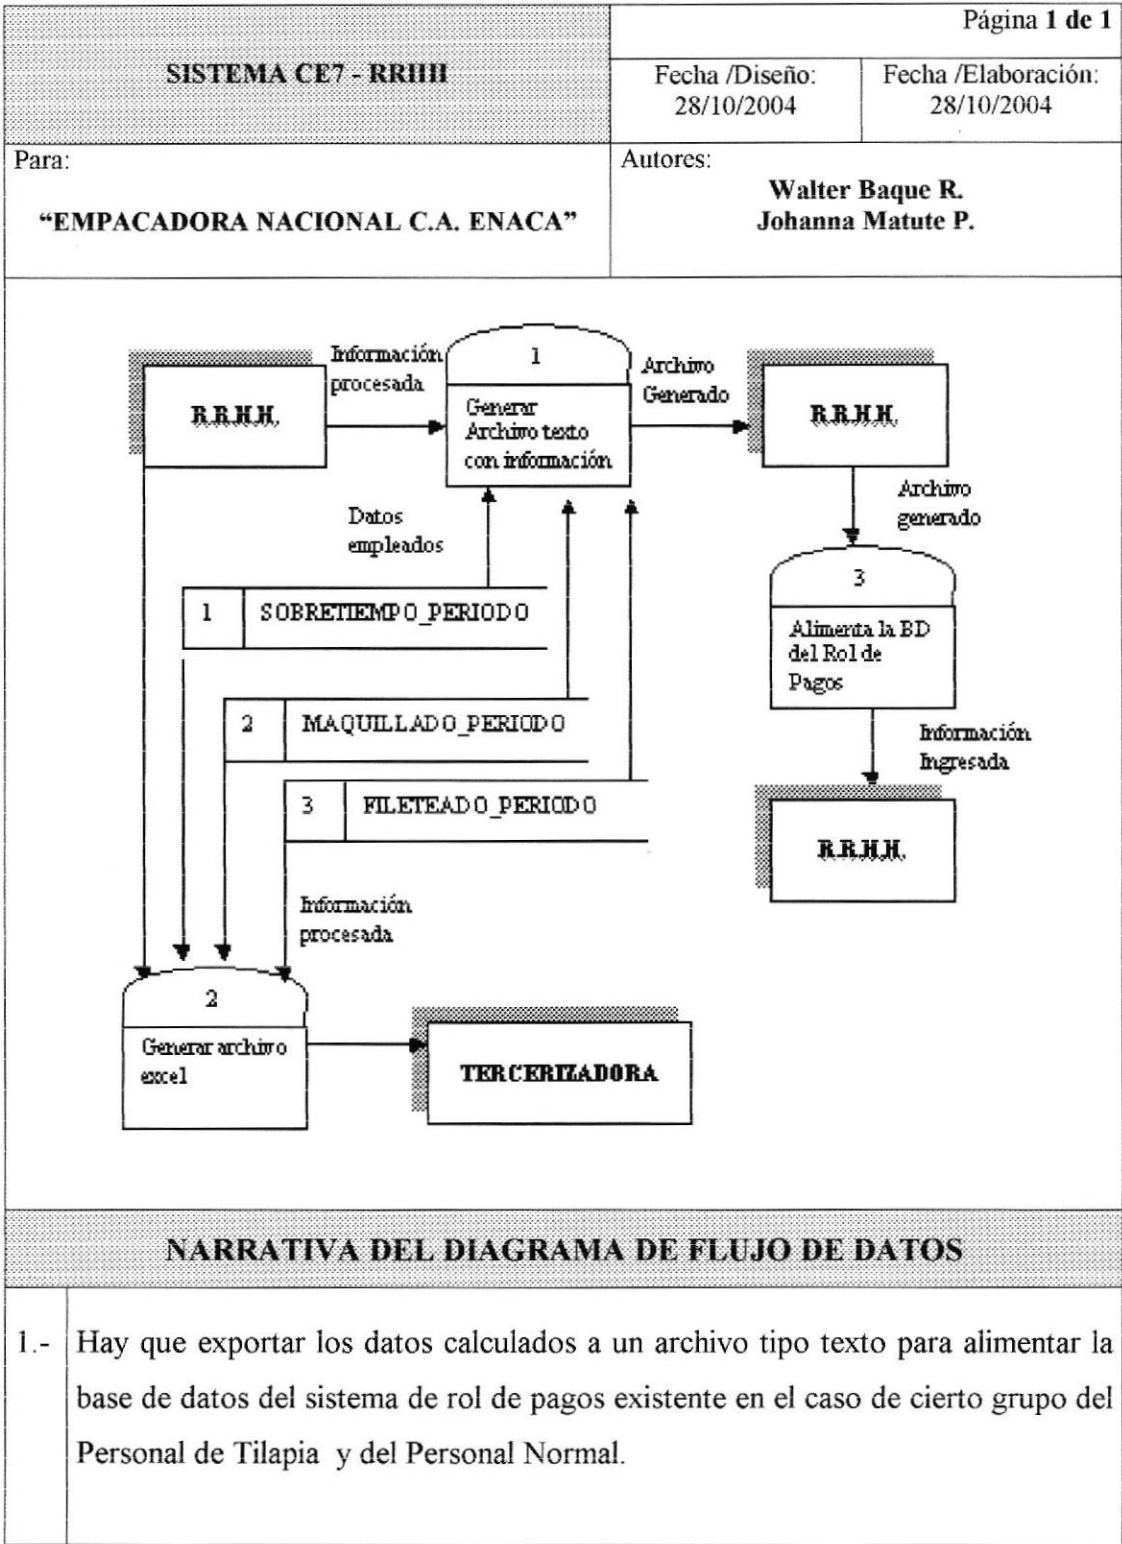 Página 1 de 1
SISTEMA CE7 - RRHH
Fecha /Diseño:
28/10/2004
Fecha /Elaboración:
28/10/2004
Para:
“EMPACADORA NACIONAL C.A. ENACA”
Autores:
Walter Baque R.
Johanna Matute P.
R.R.H.H.
Información
procesada
1
Generar
Archivo texto
con información
Archivo
Generado
R.R.H.H.
Archivo
generado
Datos
empleados
3
Alimenta la BD
del Rol de
Pagos
1 SOBRETIEMPO_PERIODO
2 MAQUILLADO_PERIODO
Información
Ingresada
3 FILETEADO_PERIODO
R.R.H.H.
Información
procesada
2
Generar archivo
excel
TERCERIZADORA
NARRATIVA DEL DIAGRAMA DE FLUJO DE DATOS
1.- Hay que exportar los datos calculados a un archivo tipo texto para alimentar la
base de datos del sistema de rol de pagos existente en el caso de cierto grupo del
Personal de Tilapia y del Personal Normal.